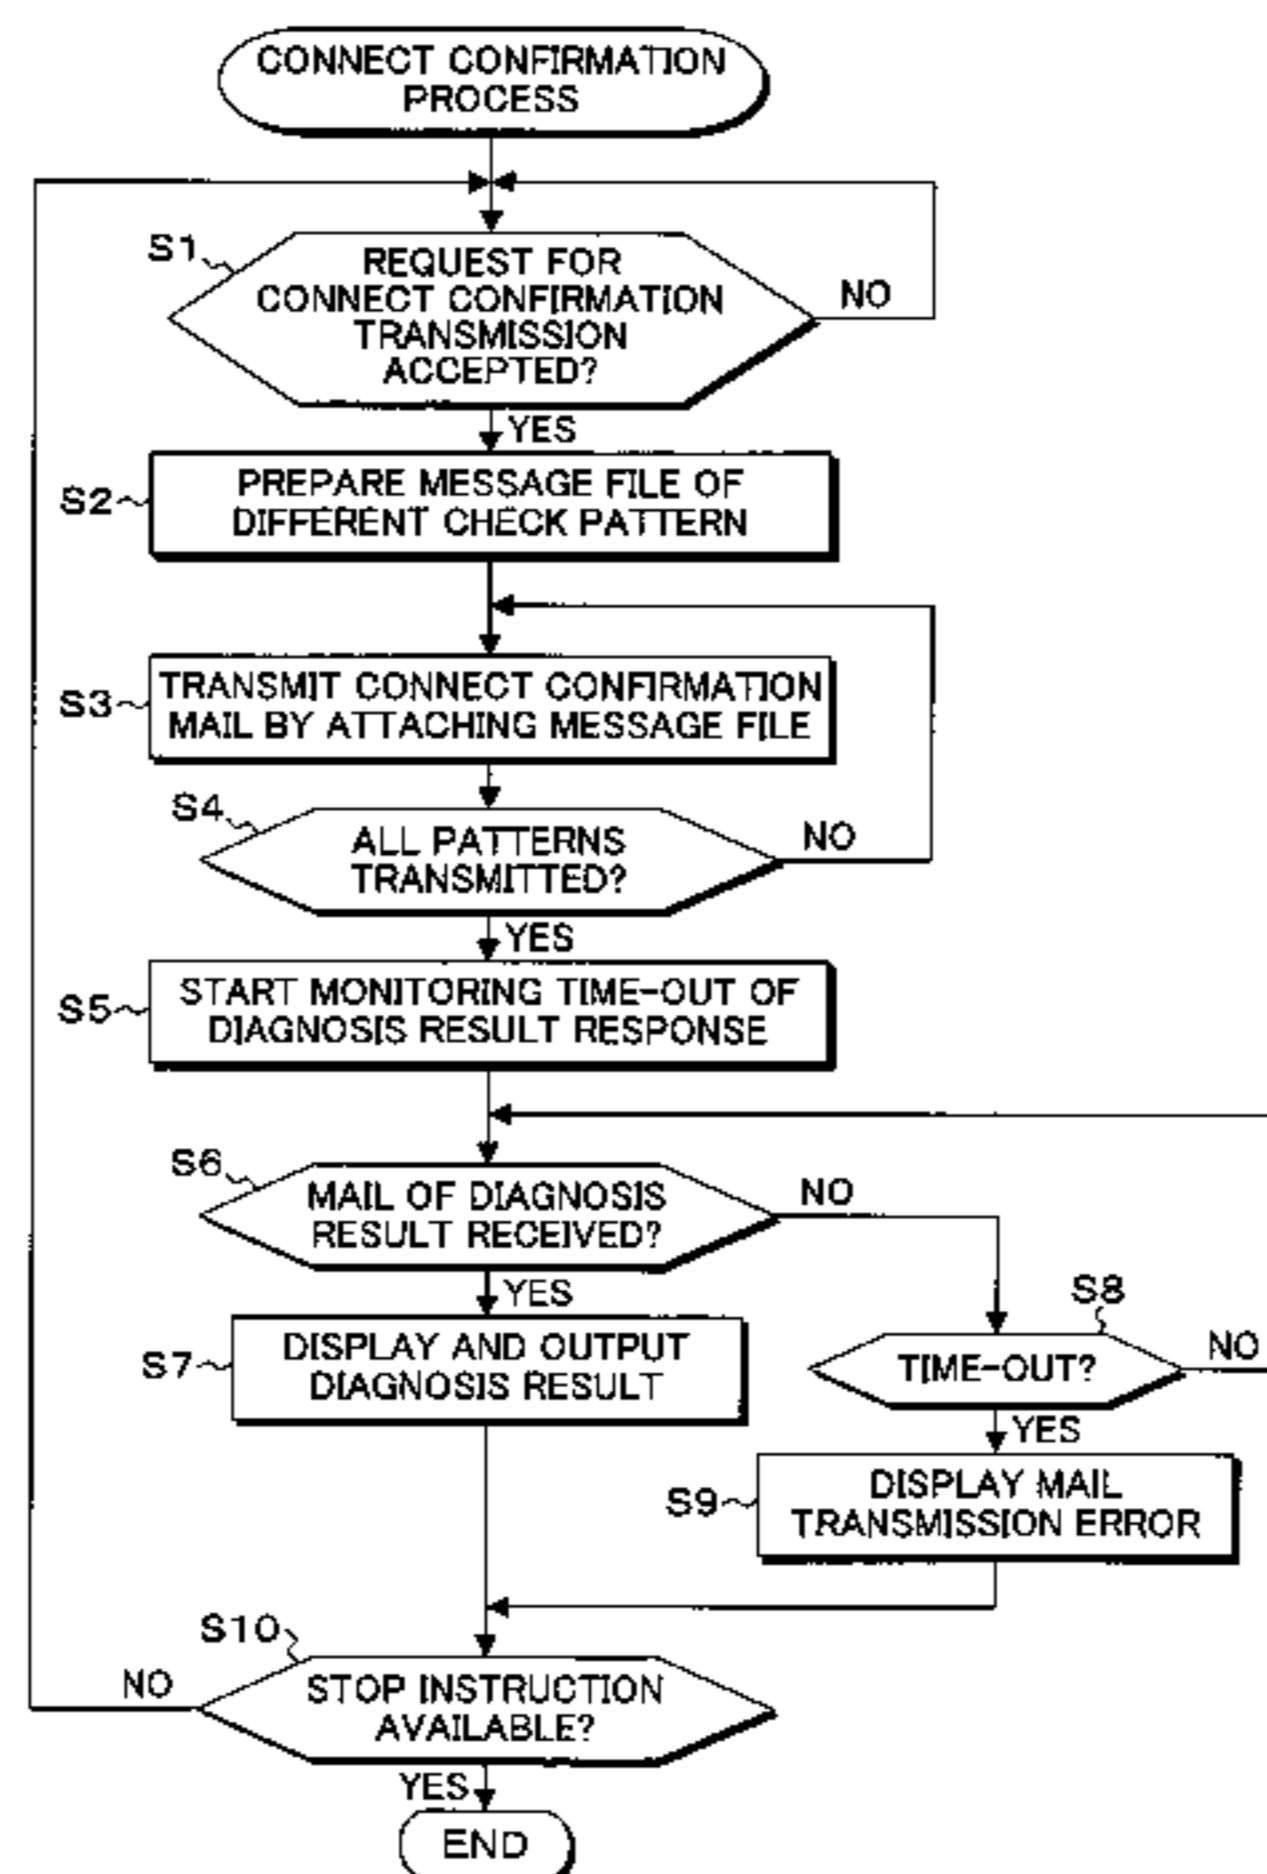 CONNECT CONFIRMATION
PROCESS
S1
REQUEST FOR
CONNECT CONFIRMATION
TRANSMISSION
ACCEPTED?
NO
YES
S2
PREPARE MESSAGE FILE OF
DIFFERENT CHECK PATTERN
S3
TRANSMIT CONNECT CONFIRMATION
MAIL BY ATTACHING MESSAGE FILE
S4
ALL PATTERNS
TRANSMITTED?
NO
YES
S5
START MONITORING TIME-OUT OF
DIAGNOSIS RESULT RESPONSE
S6
MAIL OF DIAGNOSIS
RESULT RECEIVED?
NO
YES
S7
DISPLAY AND OUTPUT
DIAGNOSIS RESULT
S8
TIME-OUT?
NO
YES
S9
DISPLAY MAIL
TRANSMISSION ERROR
S10
STOP INSTRUCTION
AVAILABLE?
NO
YES
END